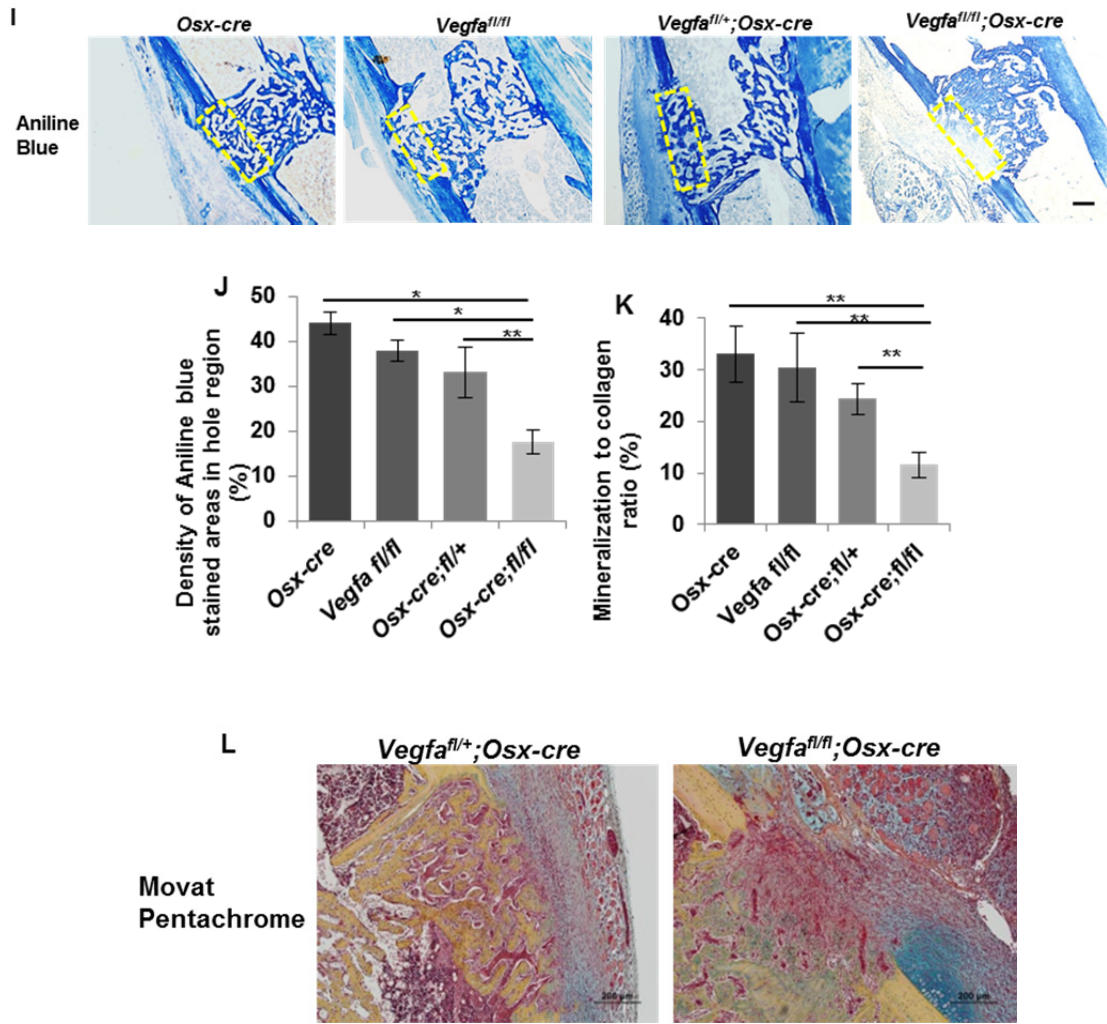 I
Osx-cre
Vegfa^fl/fl
Vegfa^fl/+;Osx-cre
Vegfa^fl/fl;Osx-cre
Aniline
Blue
J
Density of Aniline blue
stained areas in hole region
(%)
50
40
30
20
10
0
*
*
**
Osx-cre
Vegfa fl/fl
Osx-cre;fl/+
Osx-cre;fl/fl
K
Mineralization to collagen
ratio (%)
40
30
20
10
0
**
**
**
Osx-cre
Vegfa fl/fl
Osx-cre;fl/+
Osx-cre;fl/fl
L
Vegfa^fl/+;Osx-cre
Vegfa^fl/fl;Osx-cre
Movat
Pentachrome
200 µm
200 µm